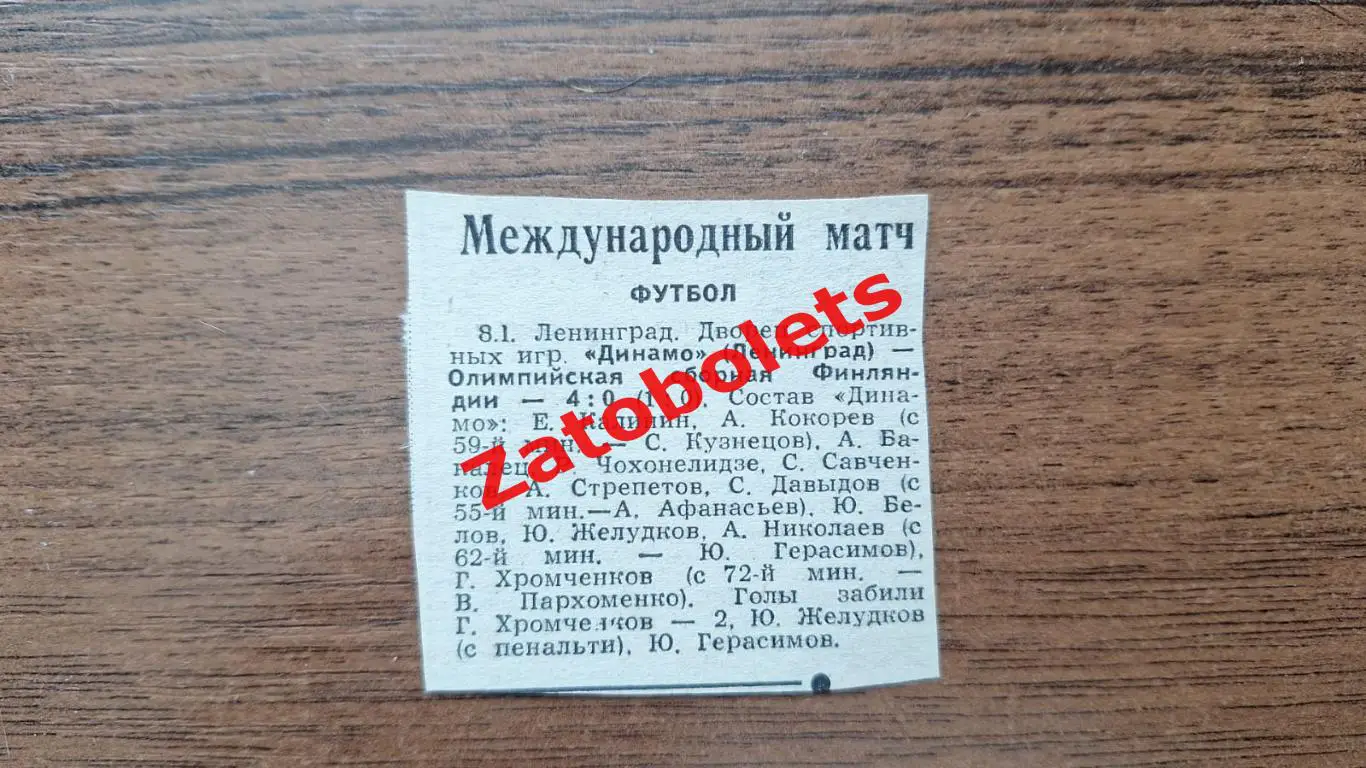 Международный матч
ФУТБОЛ
8.1. Ленинград. Дворец спортив-
ных игр. «Динамо» (Ленинград) —
Олимпийская сборная Финлян-
дии — 4:0 (1:0). Состав «Дина-
мо»: Е. Калинин, А. Кокорев (с
59-й мин. — С. Кузнецов), А. Ба-
Чохонелидзе, С. Савчен-
ков, А. Стрепетов, С. Давыдов (с
55-й мин.—А. Афанасьев), Ю. Бе-
лов, Ю. Желудков, А. Николаев (с
62-й мин. — Ю. Герасимов),
Г. Хромченков (с 72-й мин. —
В. Пархоменко). Голы забили
Г. Хромченков — 2, Ю. Желудков
(с пенальти), Ю. Герасимов.
Zatobolets